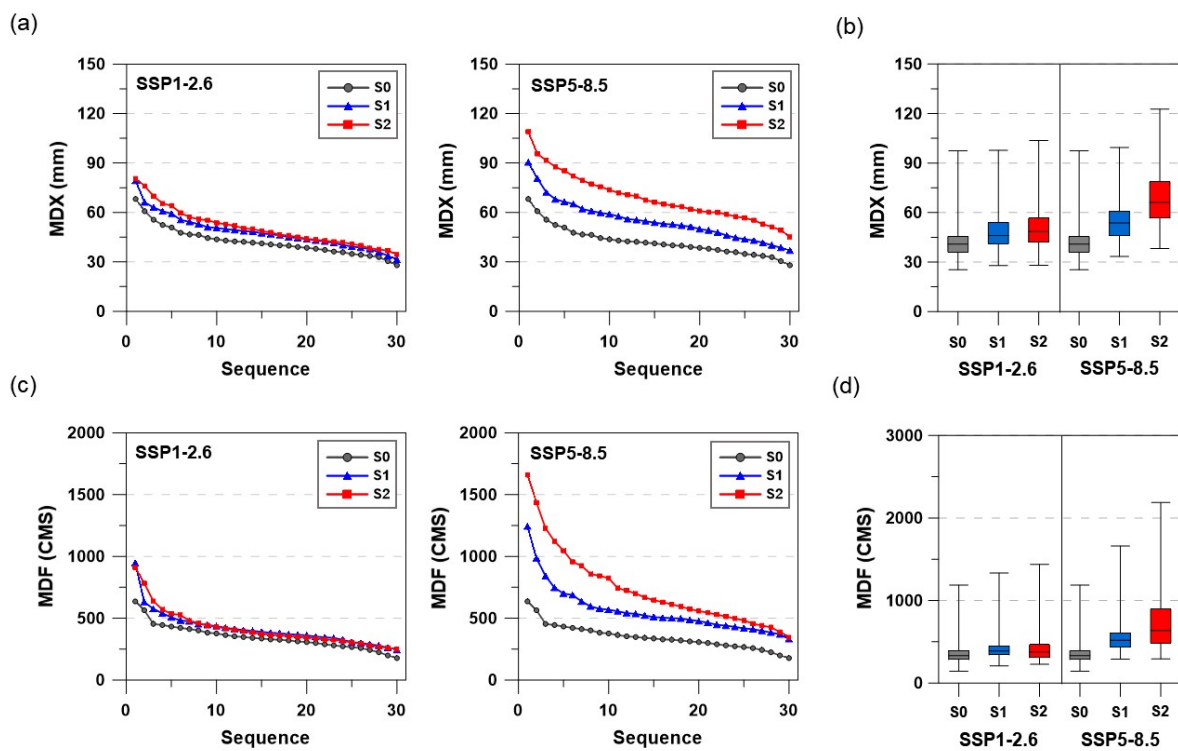 (a)
(b)
150
120
90
60
30
0
MDX (mm)
SSP1-2.6
S0
S1
S2
0
10
20
30
Sequence
150
120
90
60
30
0
MDX (mm)
SSP5-8.5
S0
S1
S2
0
10
20
30
Sequence
150
120
90
60
30
0
MDX (mm)
S0 S1 S2 S0 S1 S2
SSP1-2.6 SSP5-8.5
(c)
(d)
2000
1500
1000
500
0
MDF (CMS)
SSP1-2.6
S0
S1
S2
0
10
20
30
Sequence
2000
1500
1000
500
0
MDF (CMS)
SSP5-8.5
S0
S1
S2
0
10
20
30
Sequence
3000
2000
1000
0
MDF (CMS)
S0 S1 S2 S0 S1 S2
SSP1-2.6 SSP5-8.5